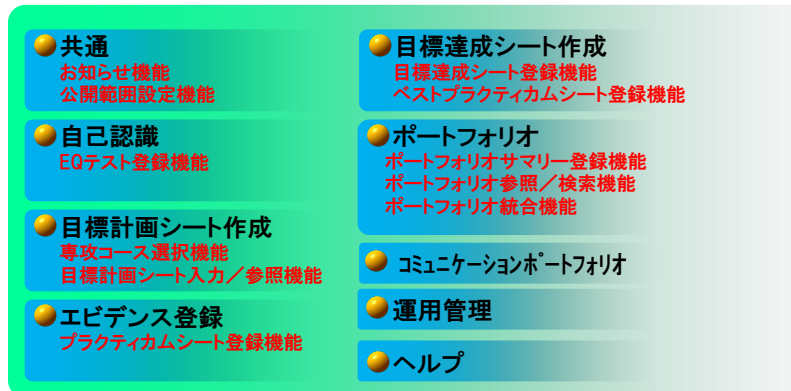 共通
お知らせ機能
公開範囲設定機能
自己認識
EQテスト登録機能
目標計画シート作成
専攻コース選択機能
目標計画シート入力／参照機能
エビデンス登録
プラクティカムシート登録機能
目標達成シート作成
目標達成シート登録機能
ベストプラクティカムシート登録機能
ポートフォリオ
ポートフォリオサマリー登録機能
ポートフォリオ参照／検索機能
ポートフォリオ統合機能
ｺﾐｭﾆｹｰｼｮﾝﾎﾟｰﾄﾌｫﾘｵ
運用管理
ヘルプ